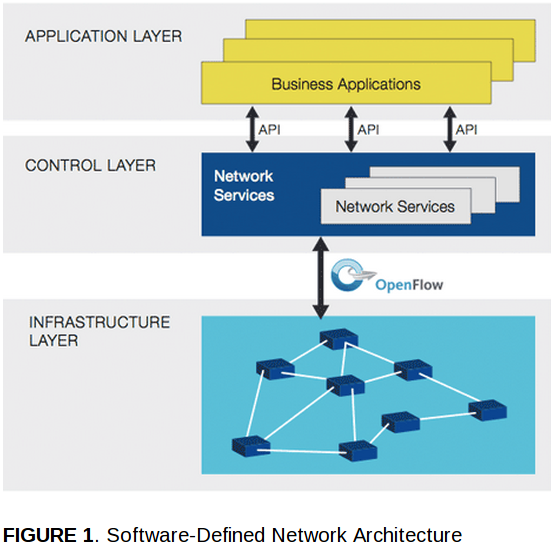 APPLICATION LAYER
Business Applications
API
API
API
CONTROL LAYER
Network
Services
Network Services
OpenFlow
INFRASTRUCTURE
LAYER
FIGURE 1. Software-Defined Network Architecture